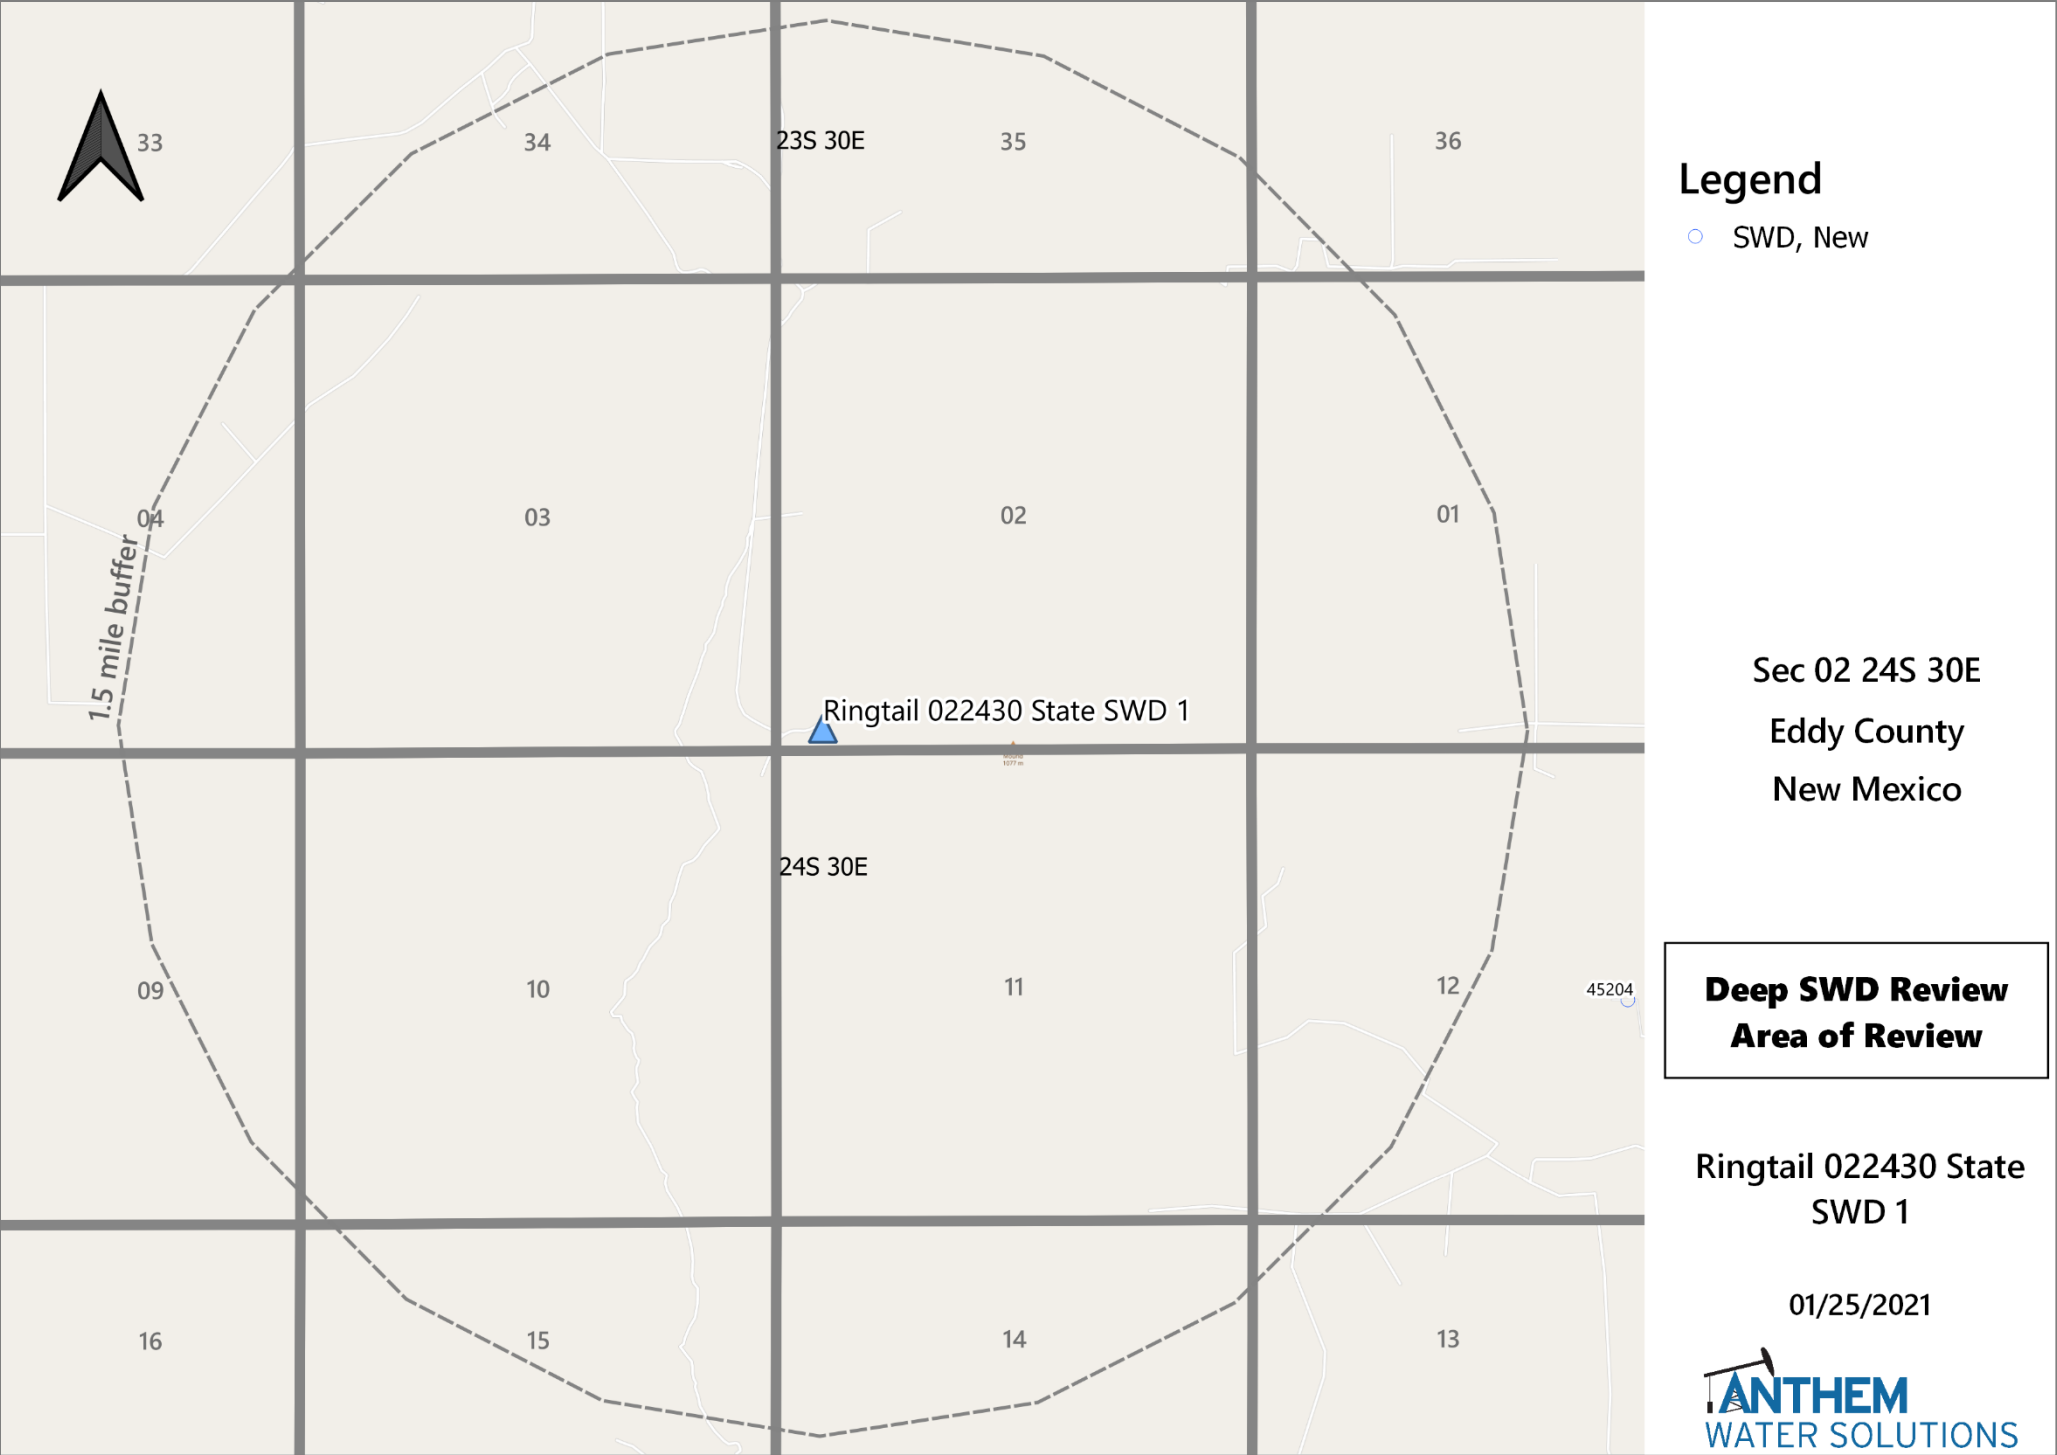 33
34
23S 30E
35
36
04
03
02
01
1.5 mile buffer
Ringtail 022430 State SWD 1
1077 m
24S 30E
09
10
11
12
45204
16
15
14
13
Legend
SWD, New
Sec 02 24S 30E
Eddy County
New Mexico
Deep SWD Review
Area of Review
Ringtail 022430 State
SWD 1
01/25/2021
ANTHEM
WATER SOLUTIONS